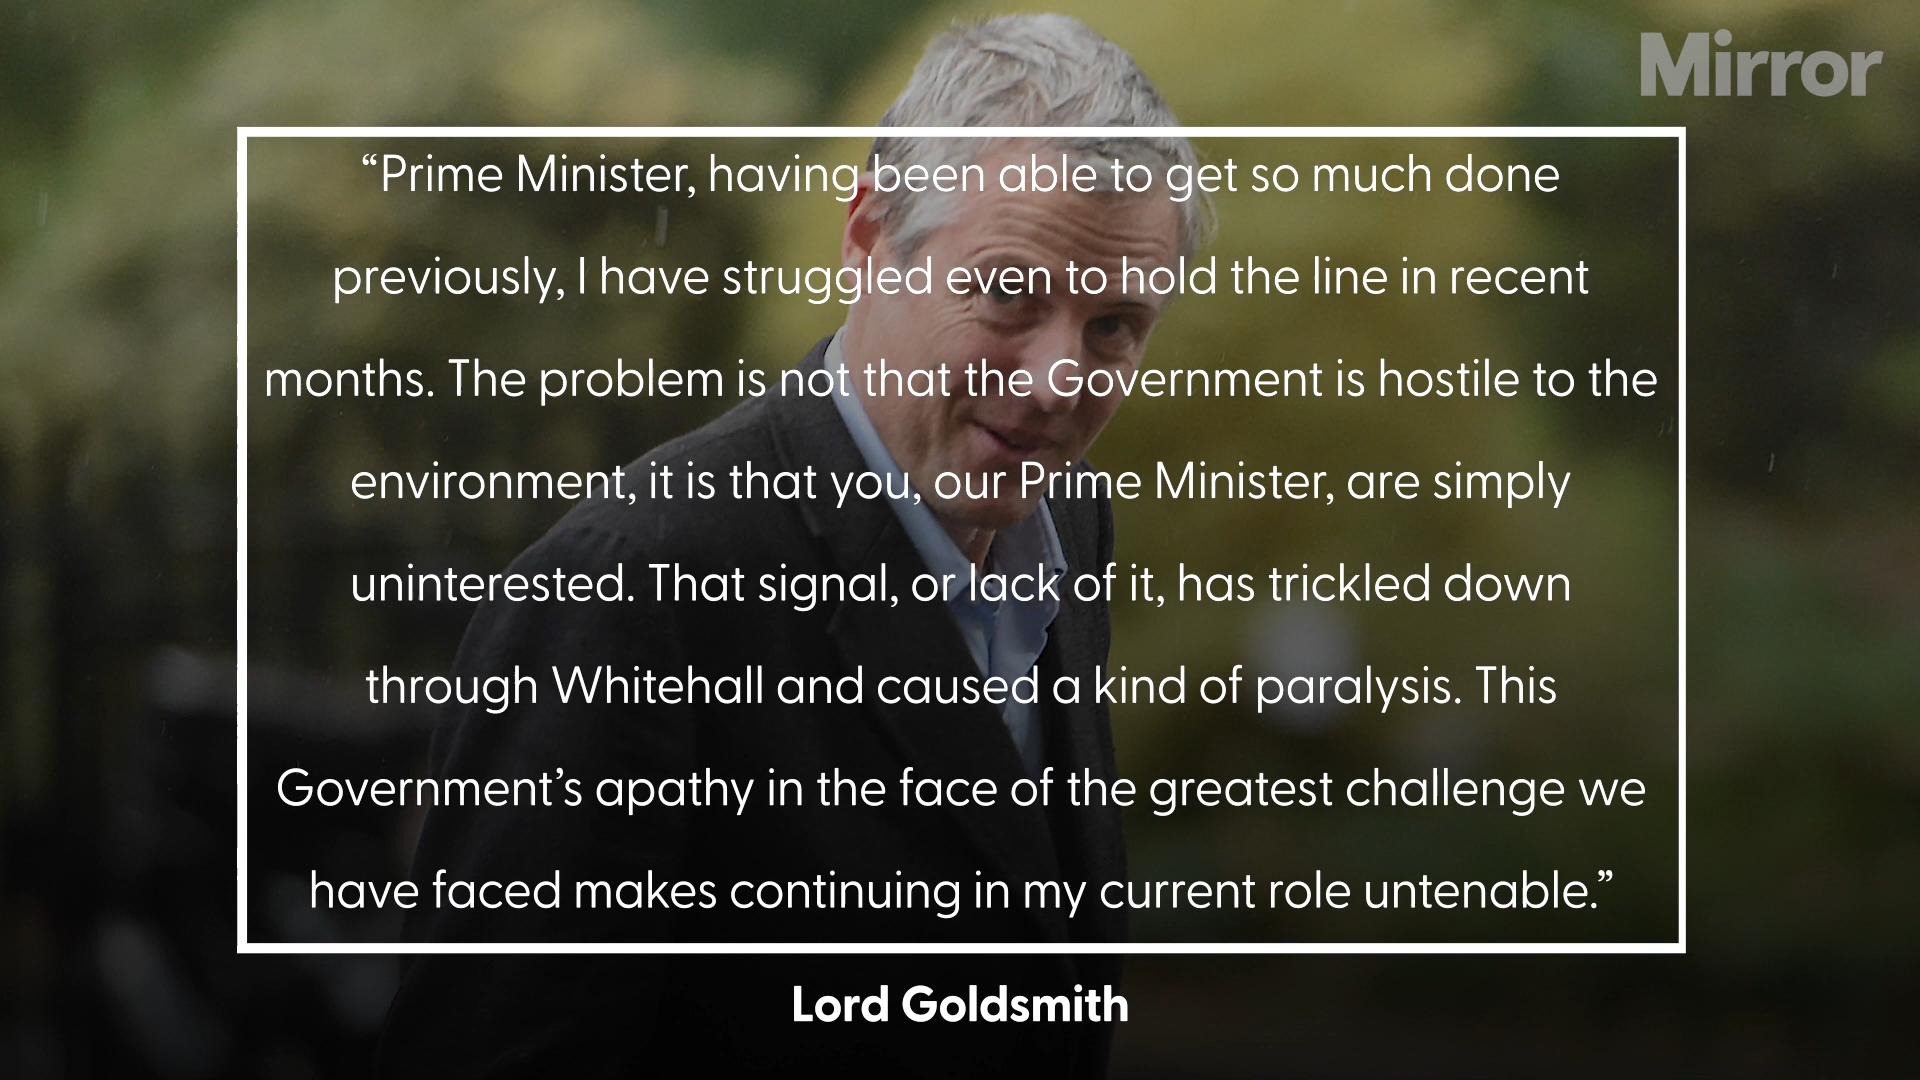 Mirror
“Prime Minister, having been able to get so much done
previously, I have struggled even to hold the line in recent
months. The problem is not that the Government is hostile to the
environment, it is that you, our Prime Minister, are simply
uninterested. That signal, or lack of it, has trickled down
through Whitehall and caused a kind of paralysis. This
Government’s apathy in the face of the greatest challenge we
have faced makes continuing in my current role untenable.”
Lord Goldsmith